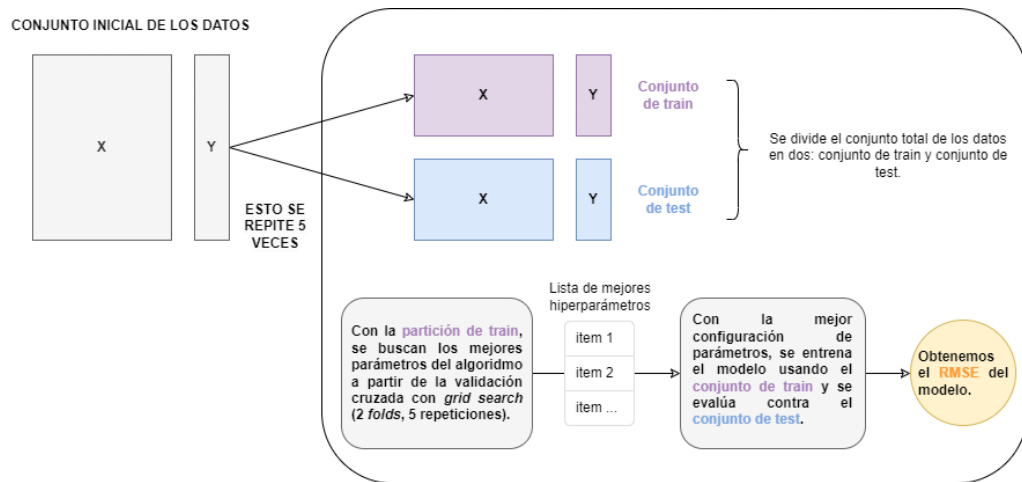 CONJUNTO INICIAL DE LOS DATOS
X
Y
ESTO SE
REPITE 5
VECES
X
Y
Conjunto
de train
X
Y
Conjunto
de test
Se divide el conjunto total de los datos
en dos: conjunto de train y conjunto de
test.
Con la partición de train,
se buscan los mejores
parámetros del algoridmo
a partir de la validación
cruzada con grid search
(2 folds, 5 repeticiones).
Lista de mejores
hiperparámetros
item 1
item 2
item ...
Con la mejor
configuración de
parámetros, se entrena
el modelo usando el
conjunto de train y se
evalúa contra el
conjunto de test.
Obtenemos
el RMSE del
modelo.